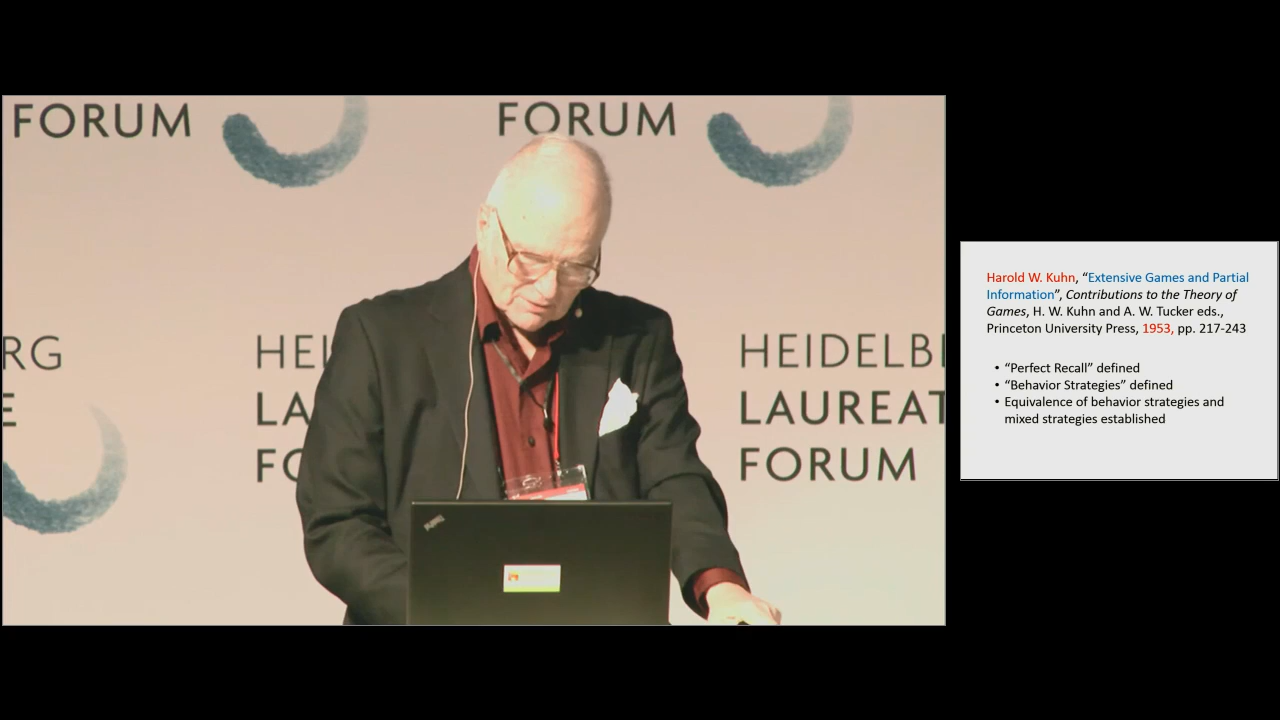 FORUM
FORUM
RG
HEI
HEIDELB
E
LA
LAUREAT
FO
FORUM
Harold W. Kuhn, “Extensive Games and Partial
Information”, Contributions to the Theory of
Games, H. W. Kuhn and A. W. Tucker eds.,
Princeton University Press, 1953, pp. 217-243
• “Perfect Recall” defined
• “Behavior Strategies” defined
• Equivalence of behavior strategies and
mixed strategies established